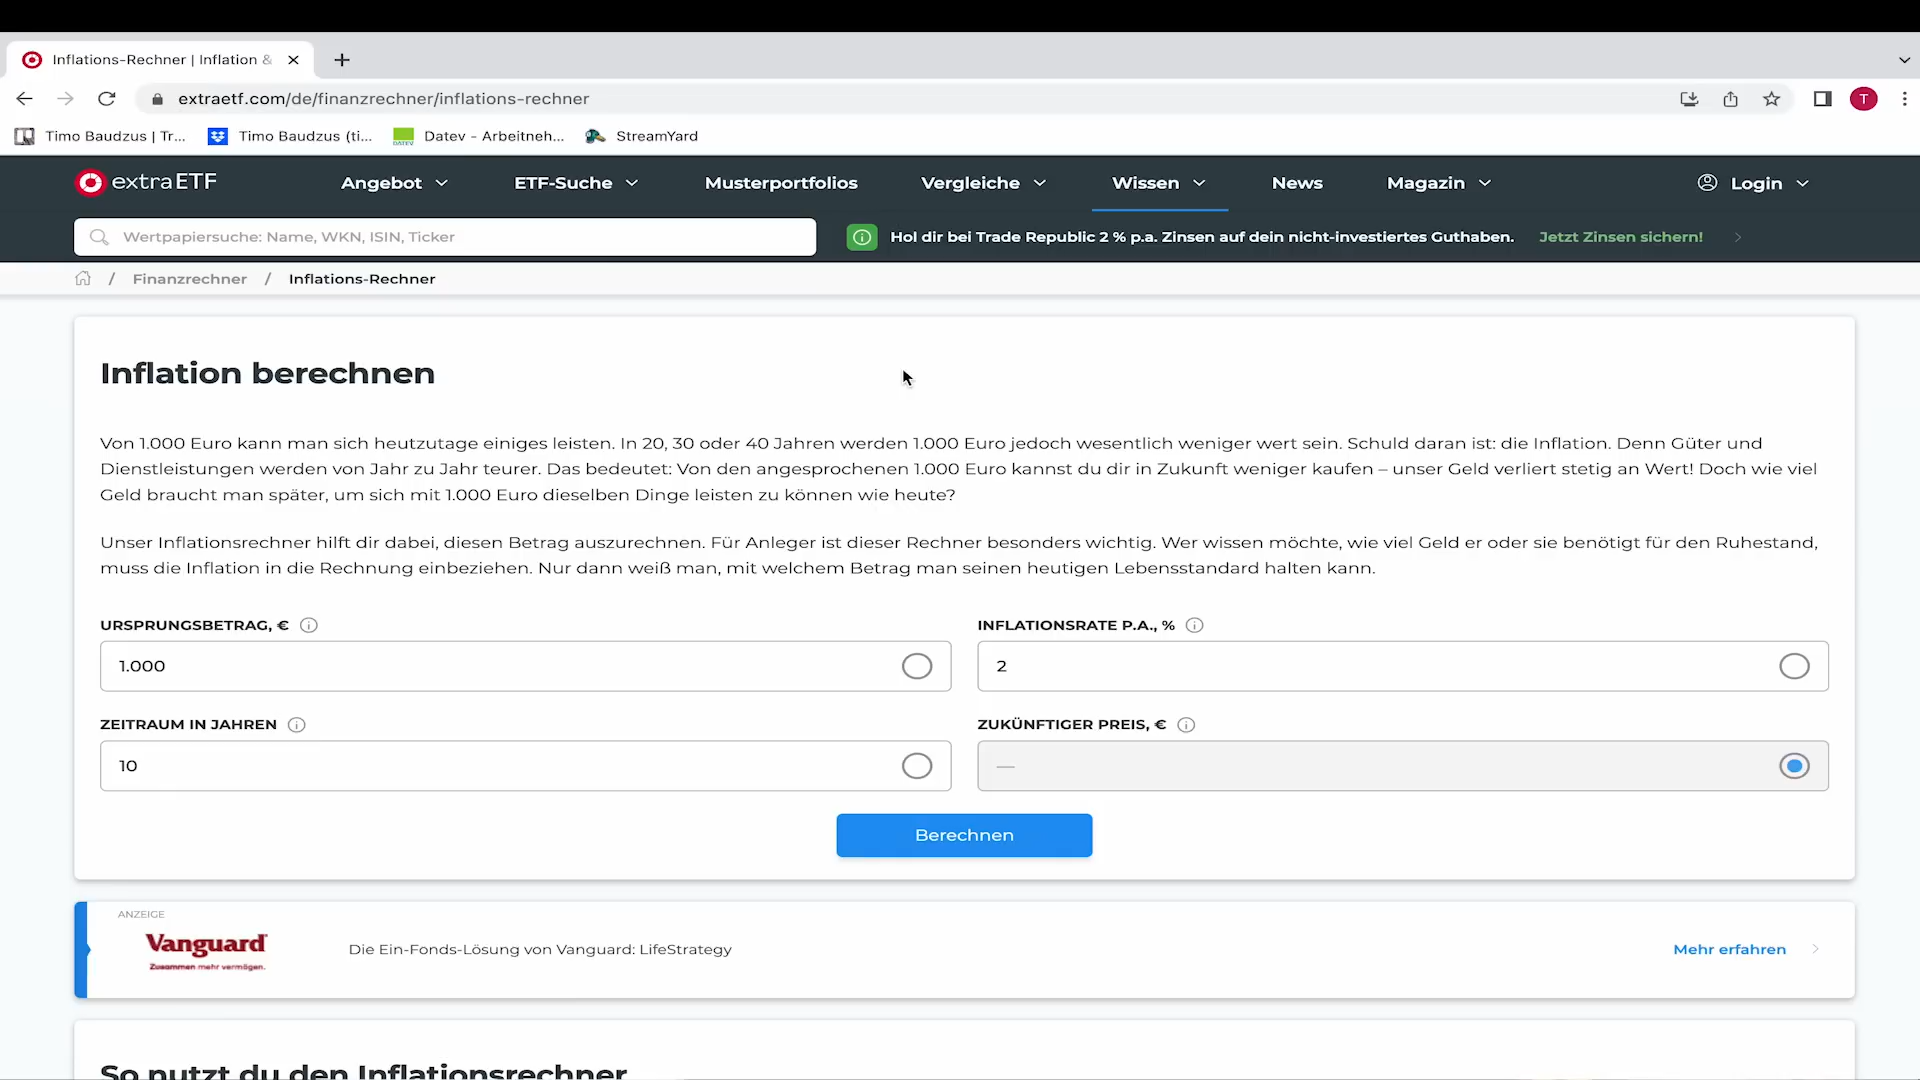 Inflations-Rechner | Inflation &
extraetf.com/de/finanzrechner/inflations-rechner
T
Timo Baudzus | Tr...
Timo Baudzus (ti...
DATEV
Datev - Arbeitneh...
StreamYard
extraETF
Angebot
ETF-Suche
Musterportfolios
Vergleiche
Wissen
News
Magazin
Login
Wertpapiersuche: Name, WKN, ISIN, Ticker
Hol dir bei Trade Republic 2 % p.a. Zinsen auf dein nicht-investiertes Guthaben.
Jetzt Zinsen sichern!
/ Finanzrechner / Inflations-Rechner
Inflation berechnen
Von 1.000 Euro kann man sich heutzutage einiges leisten. In 20, 30 oder 40 Jahren werden 1.000 Euro jedoch wesentlich weniger wert sein. Schuld daran ist: die Inflation. Denn Güter und
Dienstleistungen werden von Jahr zu Jahr teurer. Das bedeutet: Von den angesprochenen 1.000 Euro kannst du dir in Zukunft weniger kaufen – unser Geld verliert stetig an Wert! Doch wie viel
Geld braucht man später, um sich mit 1.000 Euro dieselben Dinge leisten zu können wie heute?
Unser Inflationsrechner hilft dir dabei, diesen Betrag auszurechnen. Für Anleger ist dieser Rechner besonders wichtig. Wer wissen möchte, wie viel Geld er oder sie benötigt für den Ruhestand,
muss die Inflation in die Rechnung einbeziehen. Nur dann weiß man, mit welchem Betrag man seinen heutigen Lebensstandard halten kann.
URSPRUNGSBETRAG, €
1.000
INFLATIONSRATE P.A., %
2
ZEITRAUM IN JAHREN
10
ZUKÜNFTIGER PREIS, €
—
Berechnen
ANZEIGE
Vanguard
Zusammen mehr vermögen.
Die Ein-Fonds-Lösung von Vanguard: LifeStrategy
Mehr erfahren
So nutzt du den Inflationsrechner